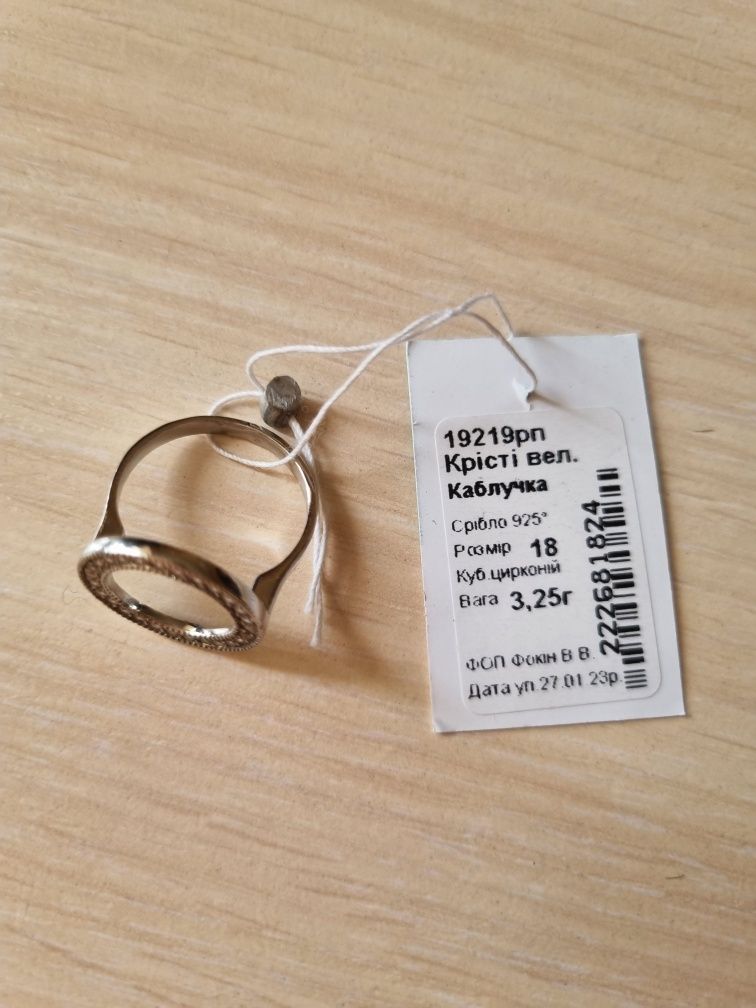 19219рп
Крісті вел.
Каблучка
Срібло 925°
Розмір 18
Куб.цирконій
Вага 3,25г
ФОП Фокін В В.
Дата уп.27.01 23р.
222681824